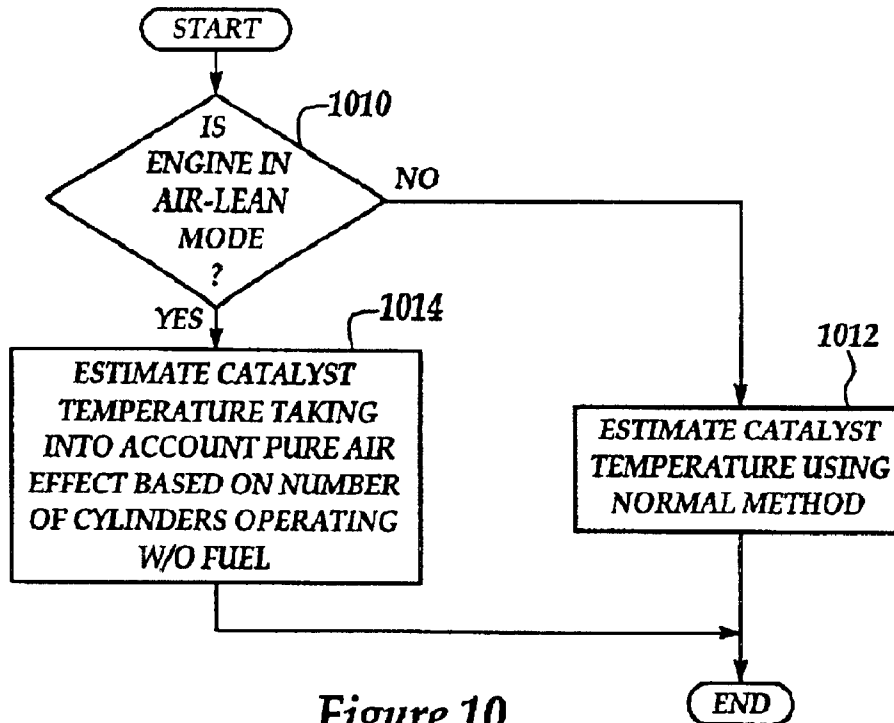 START
1010
IS
ENGINE IN
AIR-LEAN
MODE
?
NO
YES
1014
ESTIMATE CATALYST
TEMPERATURE TAKING
INTO ACCOUNT PURE AIR
EFFECT BASED ON NUMBER
OF CYLINDERS OPERATING
W/O FUEL
1012
ESTIMATE CATALYST
TEMPERATURE USING
NORMAL METHOD
END
Figure 10